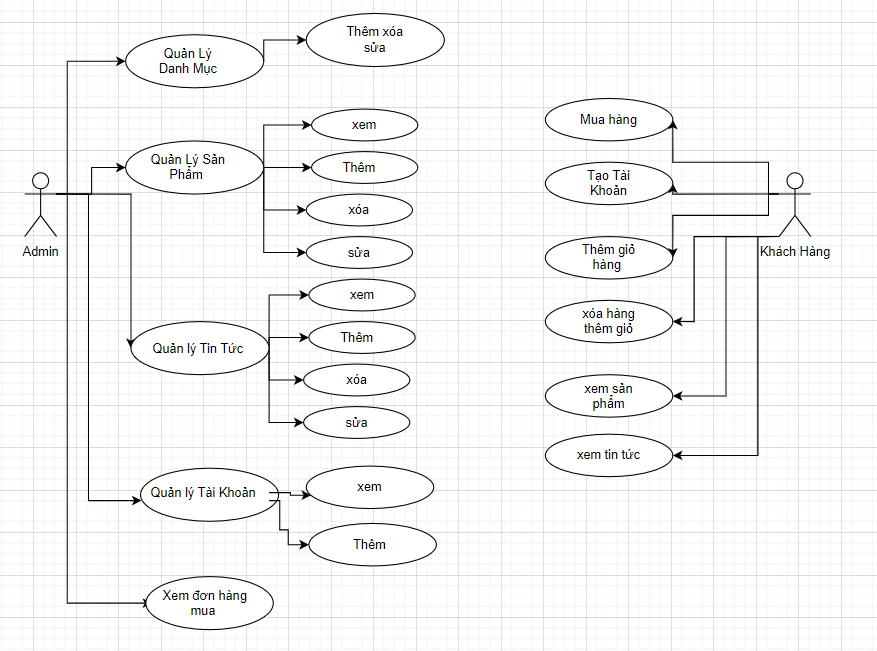 Quản Lý
Danh Mục
Thêm xóa
sửa
Quản Lý Sản
Phẩm
xem
Thêm
xóa
sửa
Admin
Quản lý Tin Tức
xem
Thêm
xóa
sửa
Quản lý Tài Khoản
xem
Thêm
Xem đơn hàng
mua
Mua hàng
Tạo Tài
Khoản
Thêm giỏ
hàng
Khách Hàng
xóa hàng
thêm giỏ
xem sản
phẩm
xem tin tức